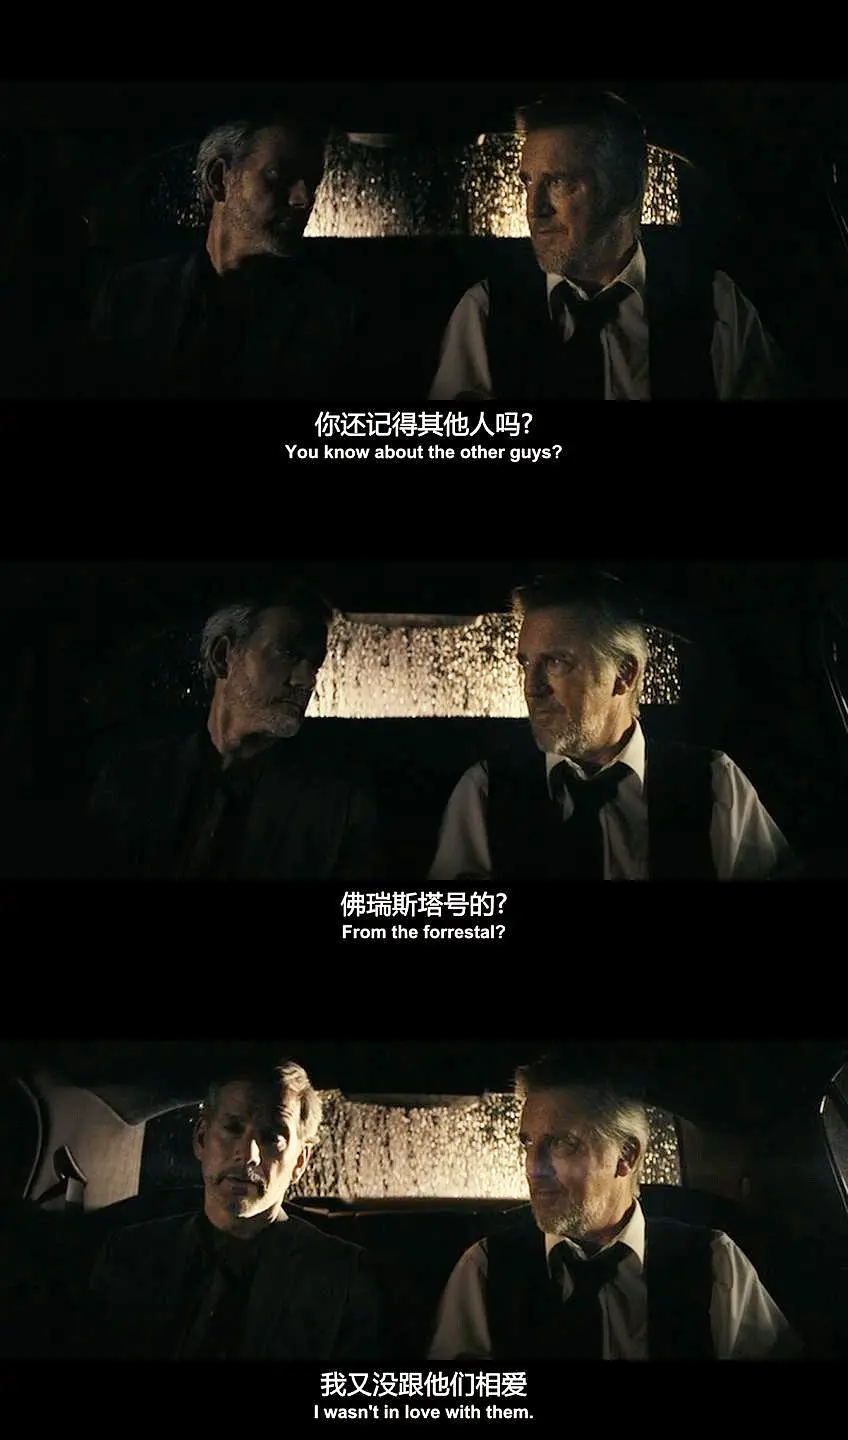 你还记得其他人吗?
You know about the other guys?
佛瑞斯塔号的?
From the forrestal?
我又没跟他们相爱
I wasn't in love with them.